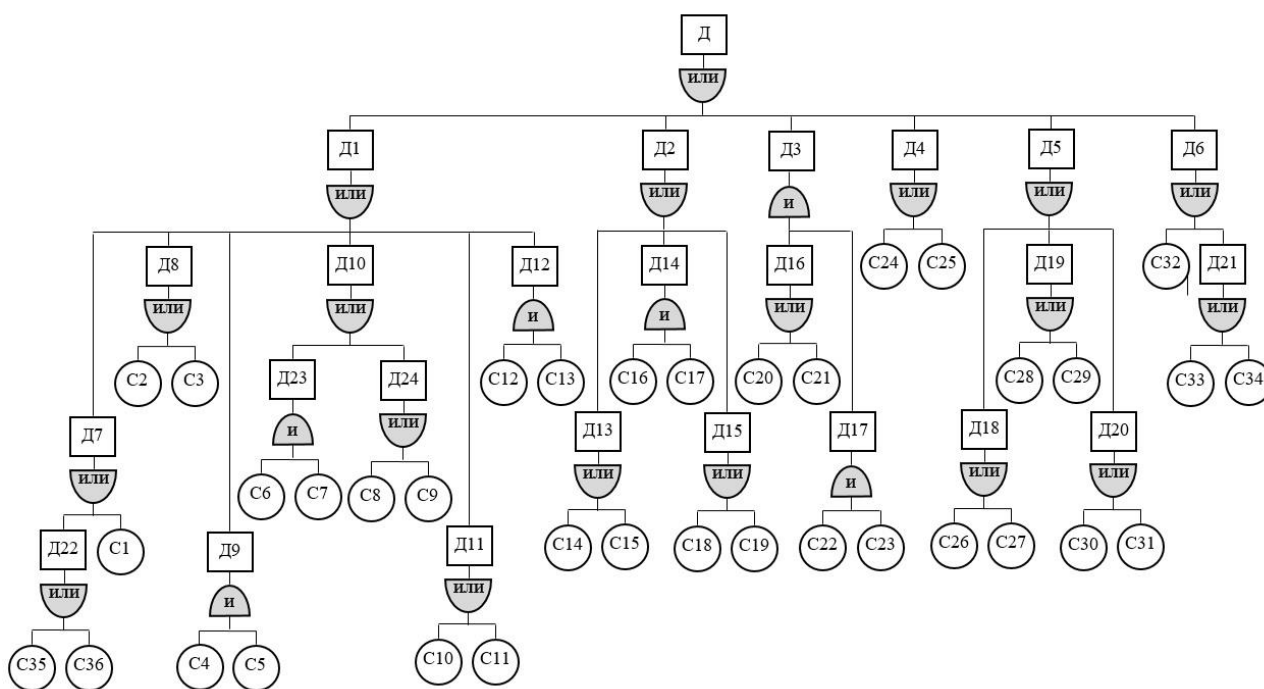 Д
ИЛИ
Д1 Д2 Д3 Д4 Д5 Д6
ИЛИ ИЛИ И ИЛИ ИЛИ ИЛИ
Д8 Д10 Д12 Д14 Д16 С24 С25 Д19 С32 Д21
ИЛИ ИЛИ И И ИЛИ ИЛИ ИЛИ
С2 С3 Д23 Д24 С12 С13 С16 С17 С20 С21 С28 С29 С33 С34
И ИЛИ
Д7 Д13 Д15 Д17 Д18 Д20
ИЛИ ИЛИ ИЛИ И ИЛИ ИЛИ
С6 С7 С8 С9
Д22 С1 Д9 Д11 С14 С15 С18 С19 С22 С23 С26 С27 С30 С31
ИЛИ И ИЛИ
С35 С36 С4 С5 С10 С11